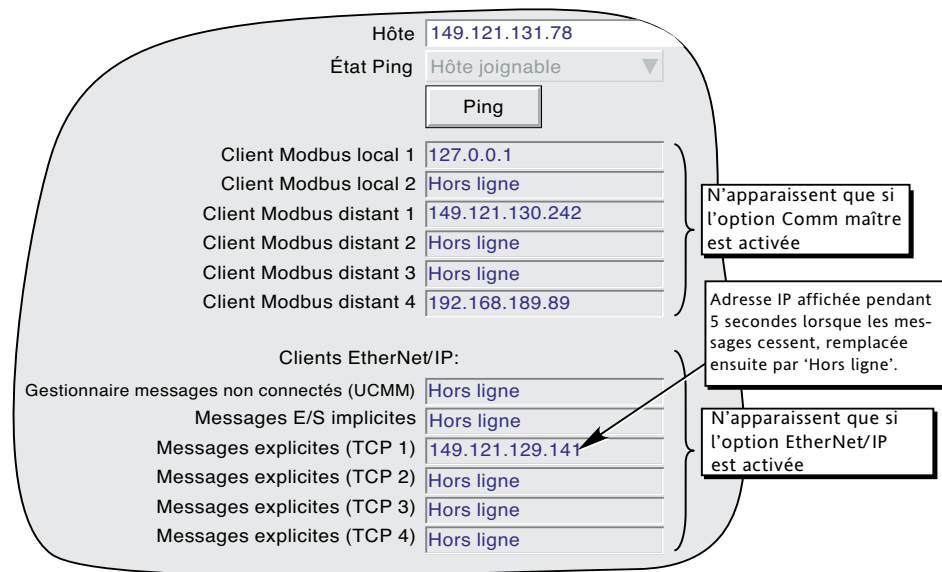 Hôte 149.121.131.78
État Ping Hôte joignable
Ping
Client Modbus local 1 127.0.0.1
Client Modbus local 2 Hors ligne
Client Modbus distant 1 149.121.130.242
Client Modbus distant 2 Hors ligne
Client Modbus distant 3 Hors ligne
Client Modbus distant 4 192.168.189.89
N'apparaissent que si
l'option Comm maître
est activée
Adresse IP affichée pendant
5 secondes lorsque les mes-
sages cessent, remplacée
ensuite par ‘Hors ligne’.
Clients EtherNet/IP:
Gestionnaire messages non connectés (UCMM) Hors ligne
Messages E/S implicites Hors ligne
Messages explicites (TCP 1) 149.121.129.141
Messages explicites (TCP 2) Hors ligne
Messages explicites (TCP 3) Hors ligne
Messages explicites (TCP 4) Hors ligne
N'apparaissent que si
l'option EtherNet/IP
est activée